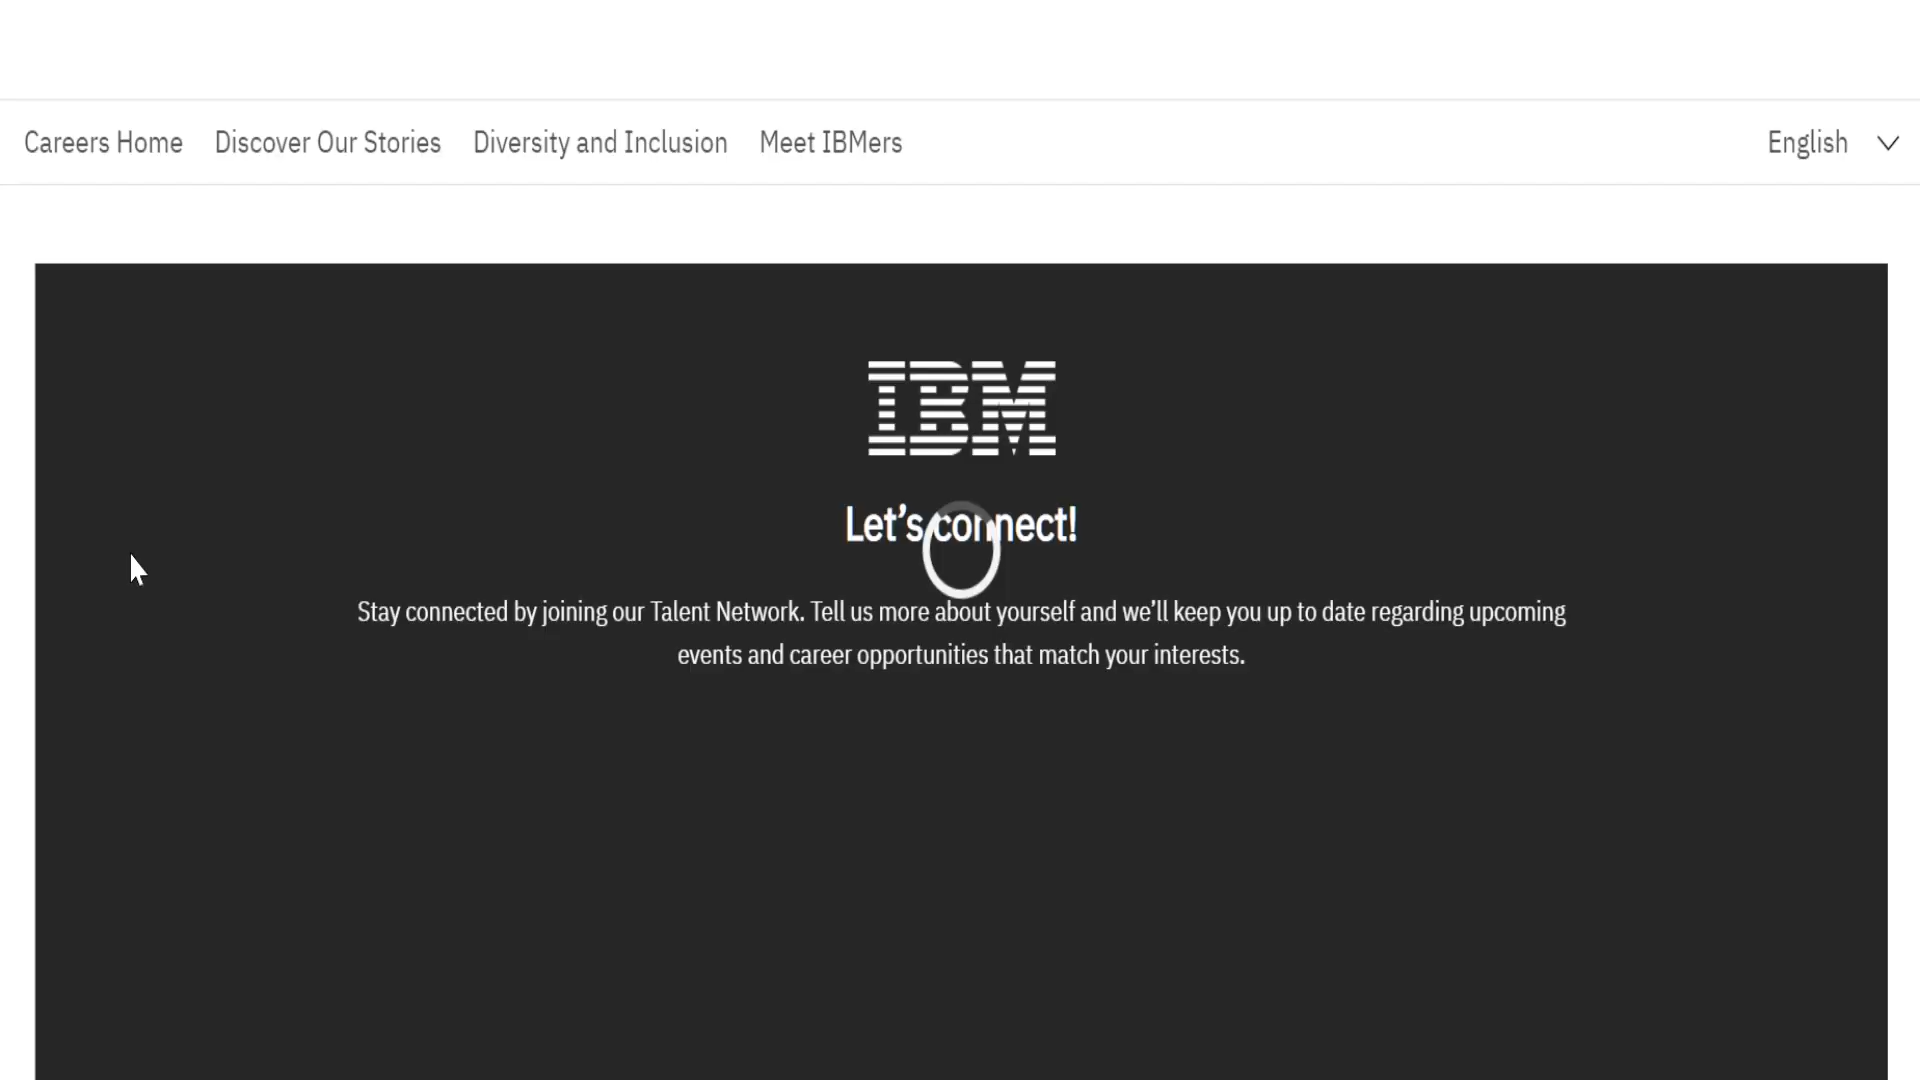 Careers Home Discover Our Stories Diversity and Inclusion Meet IBMers English
IBM
Let’s connect!
Stay connected by joining our Talent Network. Tell us more about yourself and we’ll keep you up to date regarding upcoming
events and career opportunities that match your interests.